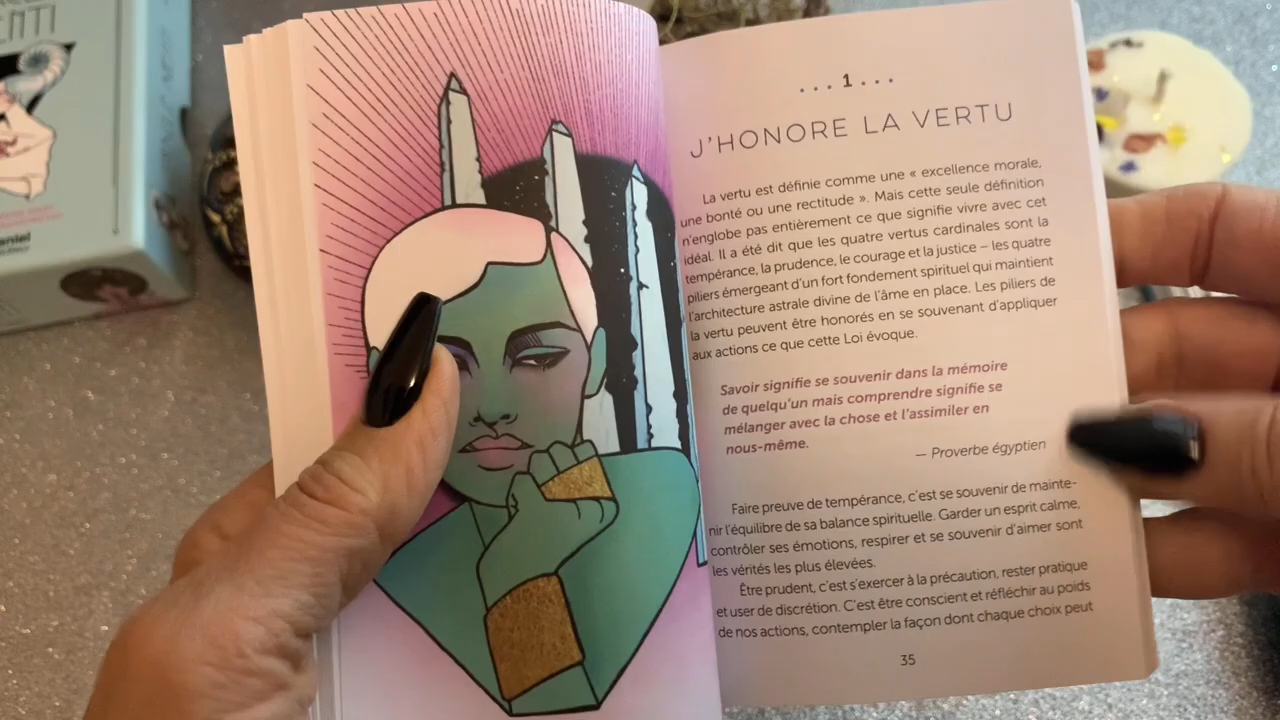 . . . 1 . . .
J'HONORE LA VERTU
La vertu est définie comme une « excellence morale,
une bonté ou une rectitude ». Mais cette seule définition
n'englobe pas entièrement ce que signifie vivre avec cet
idéal. Il a été dit que les quatre vertus cardinales sont la
tempérance, la prudence, le courage et la justice – les quatre
piliers émergeant d'un fort fondement spirituel qui maintient
l'architecture astrale divine de l'âme en place. Les piliers de
la vertu peuvent être honorés en se souvenant d'appliquer
aux actions ce que cette Loi évoque.
Savoir signifie se souvenir dans la mémoire
de quelqu'un mais comprendre signifie se
mélanger avec la chose et l'assimiler en
nous-même.
— Proverbe égyptien
Faire preuve de tempérance, c'est se souvenir de mainte-
nir l'équilibre de sa balance spirituelle. Garder un esprit calme,
contrôler ses émotions, respirer et se souvenir d'aimer sont
les vérités les plus élevées.
Être prudent, c'est s'exercer à la précaution, rester pratique
et user de discrétion. C'est être conscient et réfléchir au poids
de nos actions, contempler la façon dont chaque choix peut
35